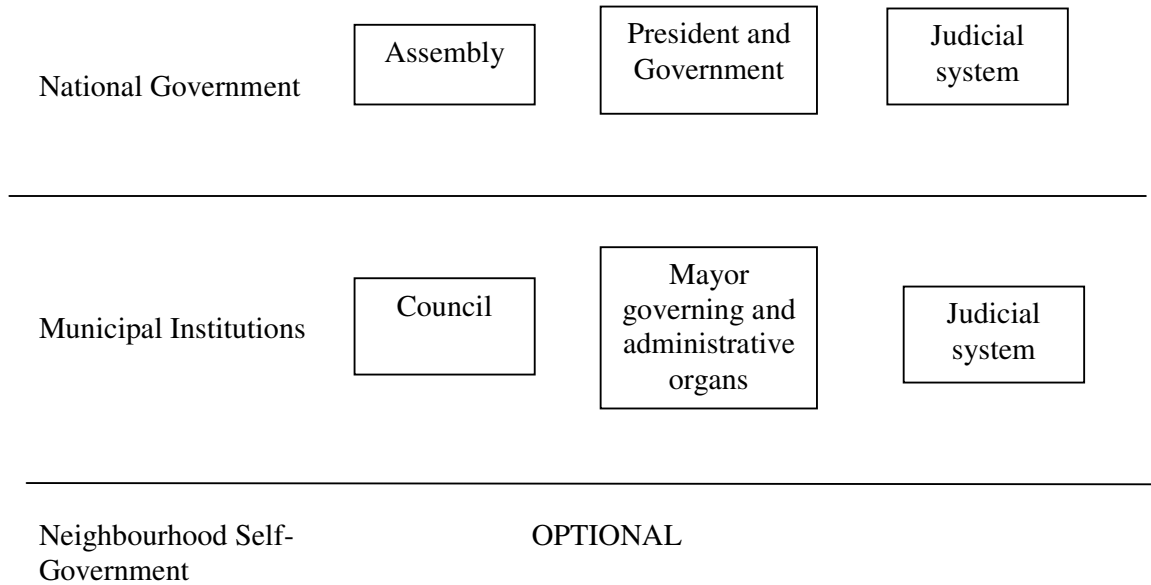 National Government
Assembly
President and
Government
Judicial
system
Municipal Institutions
Council
Mayor
governing and
administrative
organs
Judicial
system
Neighbourhood Self-
Government
OPTIONAL